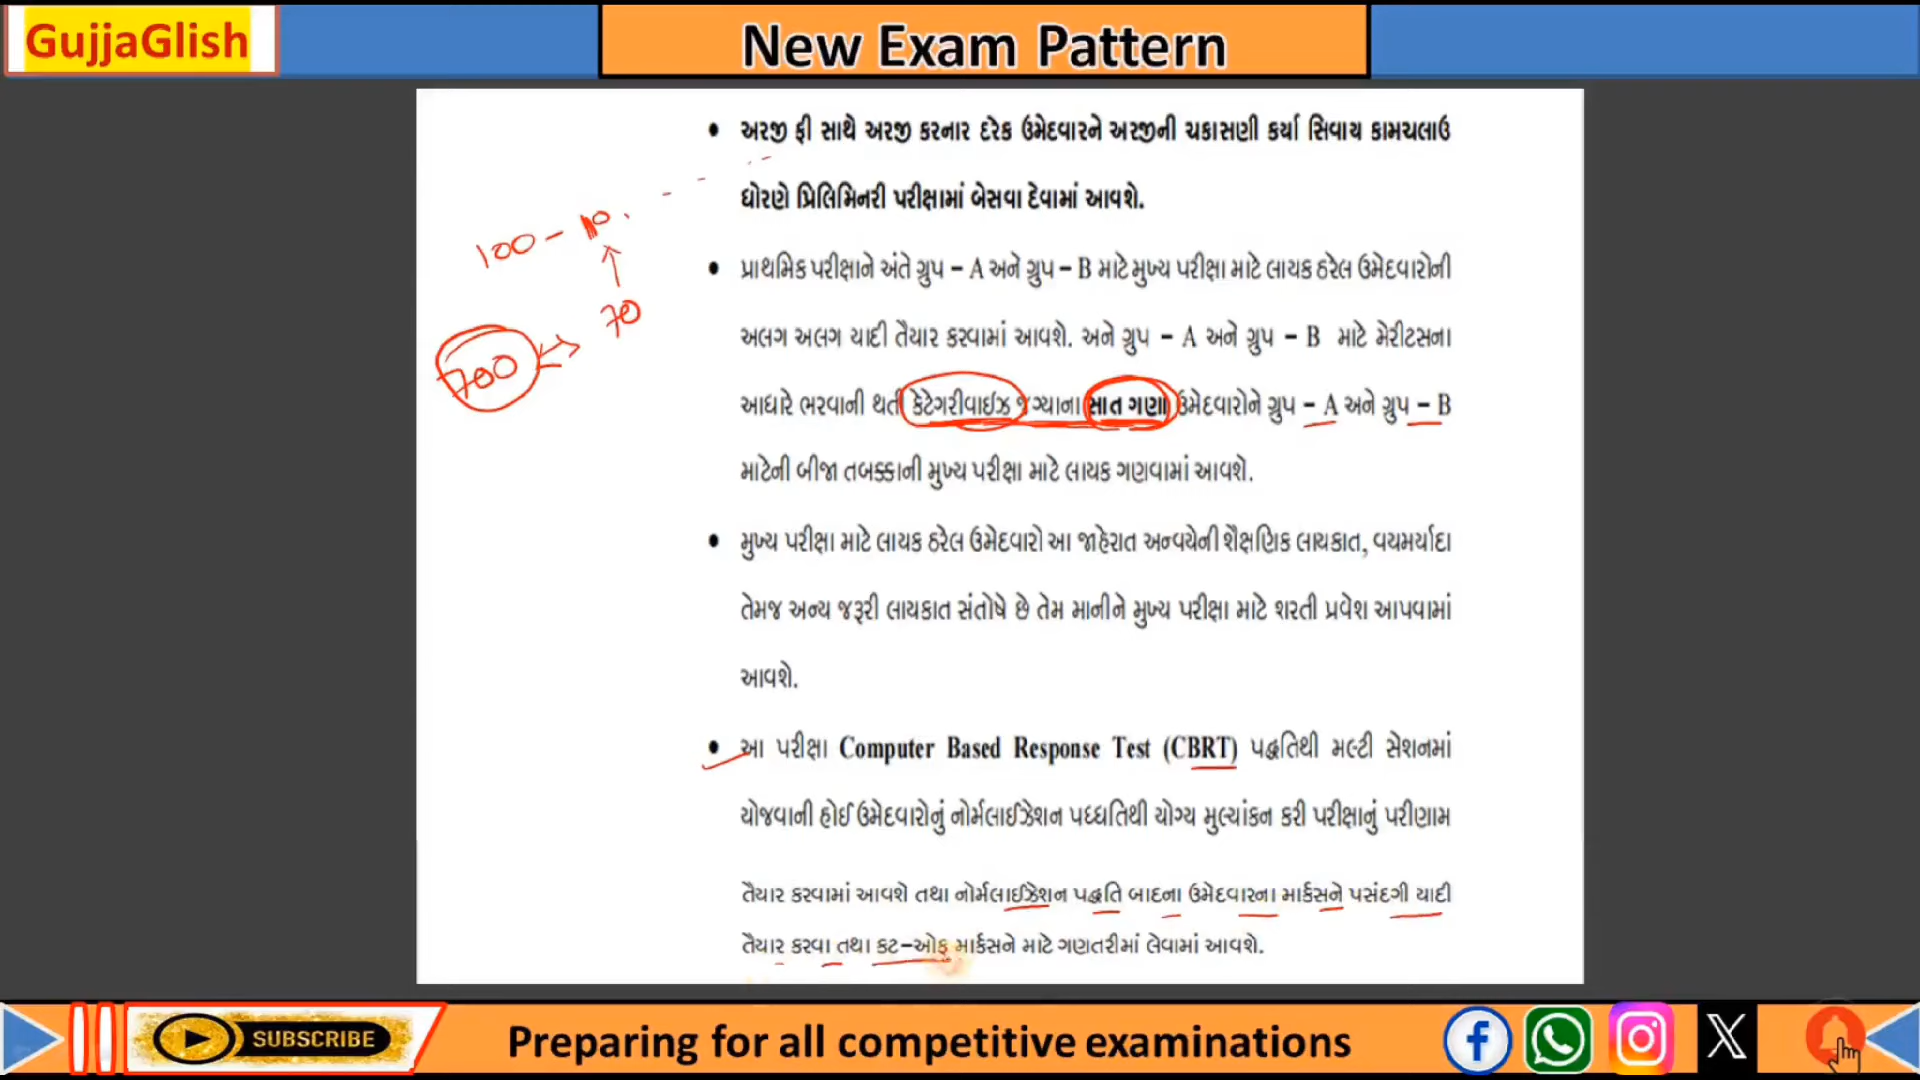 GujjaGlish
New Exam Pattern
• અરજી ફી સાથે અરજી કરનાર દરેક ઉમેદવારને અરજીની ચકાસણી કર્યા સિવાય કામચલાઉ
ધોરણે પ્રિલિમિનરી પરીક્ષામાં બેસવા દેવામાં આવશે.
100 – 10.
• પ્રાથમિક પરીક્ષાને અંતે ગ્રુપ – A અને ગ્રુપ – B માટે મુખ્ય પરીક્ષા માટે લાયક ઠરેલ ઉમેદવારોની
70
અલગ અલગ યાદી તૈયાર કરવામાં આવશે. અને ગ્રુપ – A અને ગ્રુપ – B માટે મેરીટસના
700
આધારે ભરવાની થતી કેટેગરીવાઈઝ જગ્યાના સાત ગણા ઉમેદવારોને ગ્રુપ – A અને ગ્રુપ – B
માટેની બીજા તબક્કાની મુખ્ય પરીક્ષા માટે લાયક ગણવામાં આવશે.
• મુખ્ય પરીક્ષા માટે લાયક ઠરેલ ઉમેદવારો આ જાહેરાત અન્વયેની શૈક્ષણિક લાયકાત, વયમર્યાદા
તેમજ અન્ય જરૂરી લાયકાત સંતોષે છે તેમ માનીને મુખ્ય પરીક્ષા માટે શરતી પ્રવેશ આપવામાં
આવશે.
• આ પરીક્ષા Computer Based Response Test (CBRT) પદ્ધતિથી મલ્ટી સેશનમાં
યોજવાની હોઈ ઉમેદવારોનું નોર્મલાઈઝેશન પધ્ધતિથી યોગ્ય મુલ્યાંકન કરી પરીક્ષાનું પરીણામ
તૈયાર કરવામાં આવશે તથા નોર્મલાઈઝેશન પદ્ધતિ બાદના ઉમેદવારના માર્કસને પસંદગી યાદી
તૈયાર કરવા તથા કટ-ઓફ માર્કસને માટે ગણતરીમાં લેવામાં આવશે.
SUBSCRIBE
Preparing for all competitive examinations